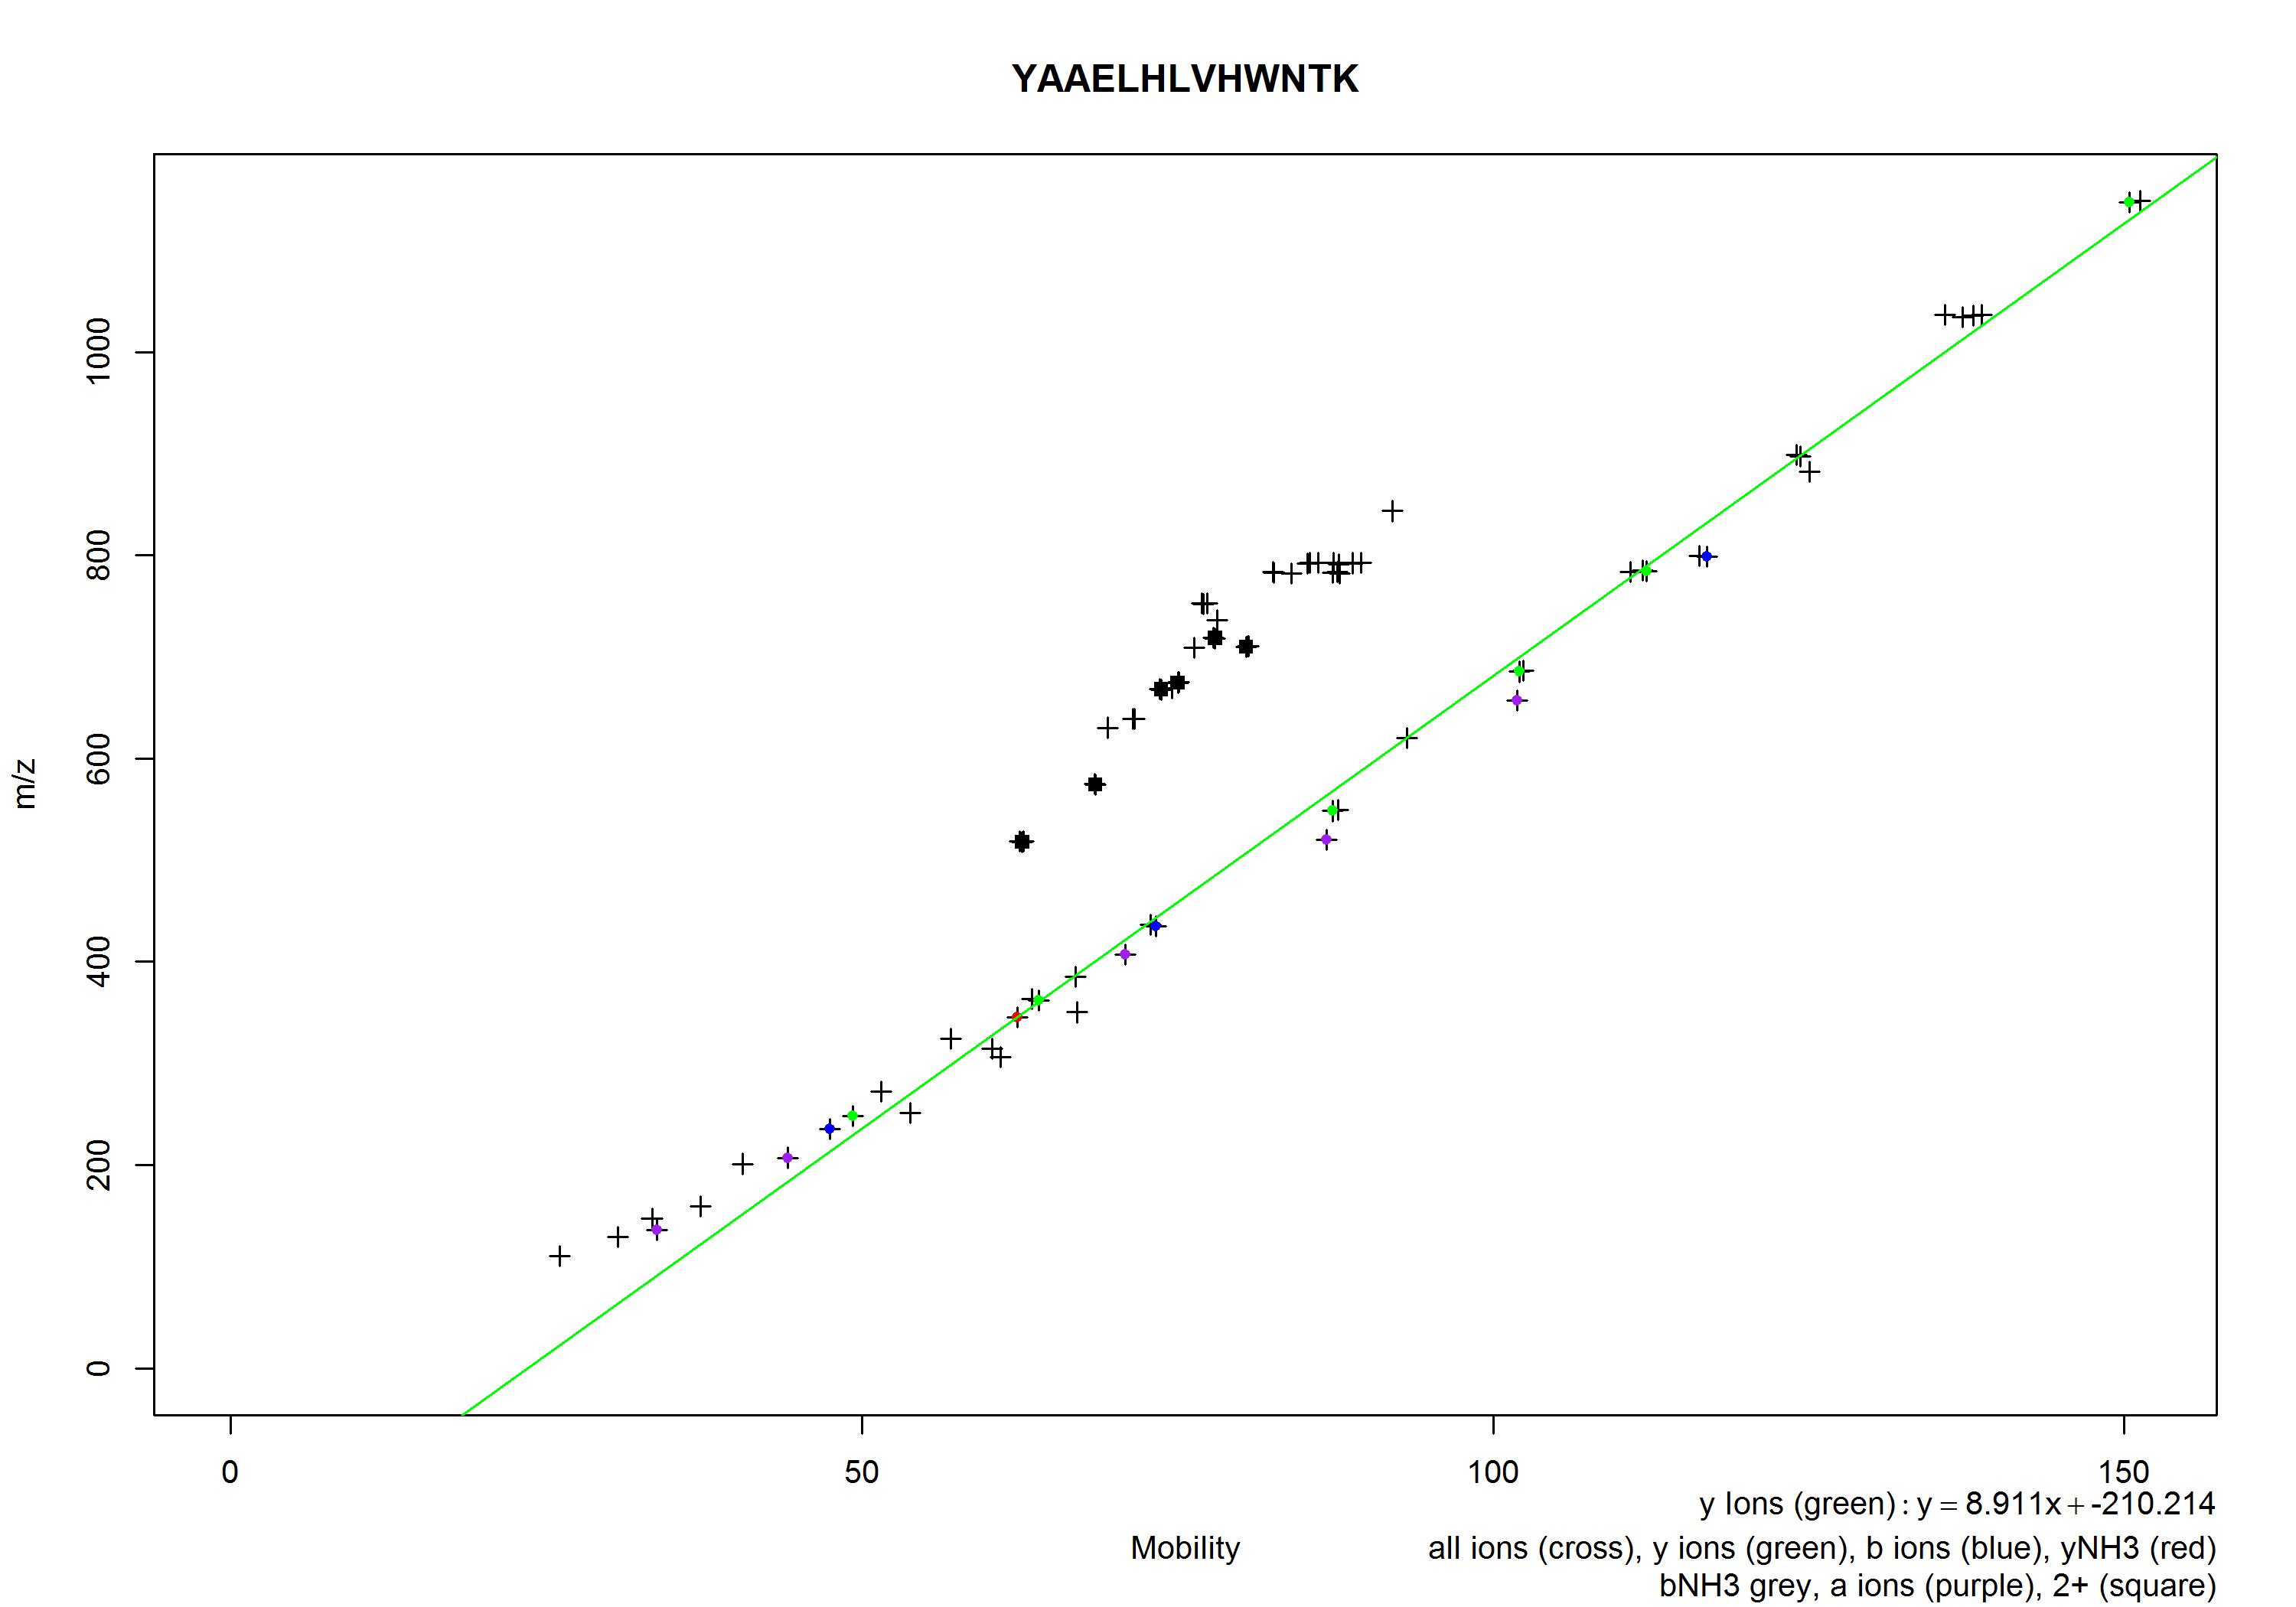 YAAELHLVHWNTK
m/z
1000
800
600
400
200
0
0 50 100 150
y Ions (green) : y = 8.911x + -210.214
Mobility
all ions (cross), y ions (green), b ions (blue), yNH3 (red)
bNH3 grey, a ions (purple), 2+ (square)